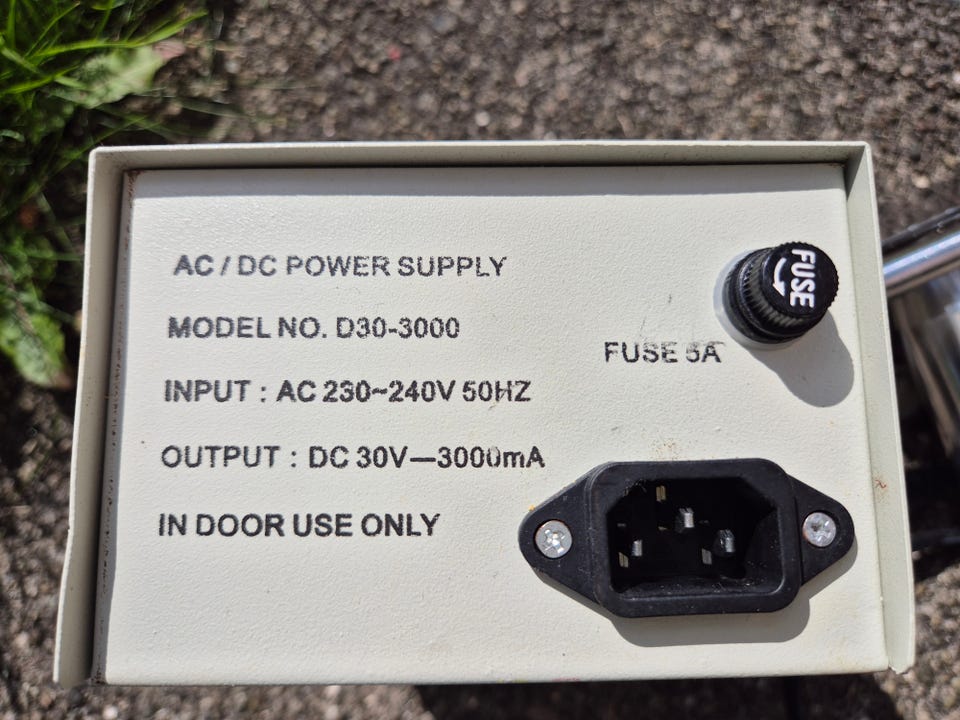 AC / DC POWER SUPPLY
MODEL NO. D30-3000
INPUT : AC 230~240V 50HZ
OUTPUT : DC 30V—3000mA
IN DOOR USE ONLY
FUSE
FUSE 5A